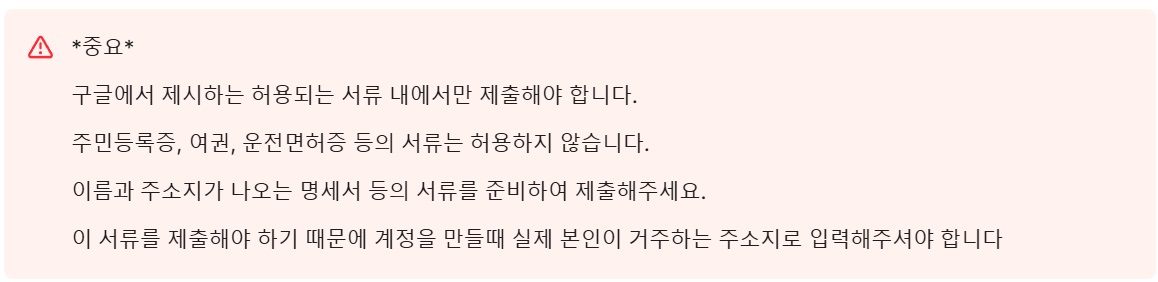 *중요*
구글에서 제시하는 허용되는 서류 내에서만 제출해야 합니다.
주민등록증, 여권, 운전면허증 등의 서류는 허용하지 않습니다.
이름과 주소지가 나오는 명세서 등의 서류를 준비하여 제출해주세요.
이 서류를 제출해야 하기 때문에 계정을 만들때 실제 본인이 거주하는 주소지로 입력해주셔야 합니다